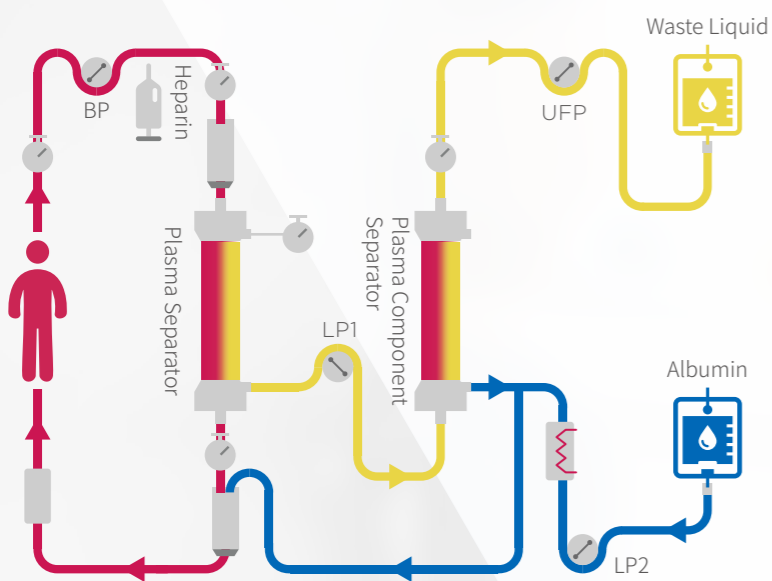 Waste Liquid
BP
Heparin
UFP
Plasma Separator
Plasma Component
Separator
LP1
Albumin
LP2